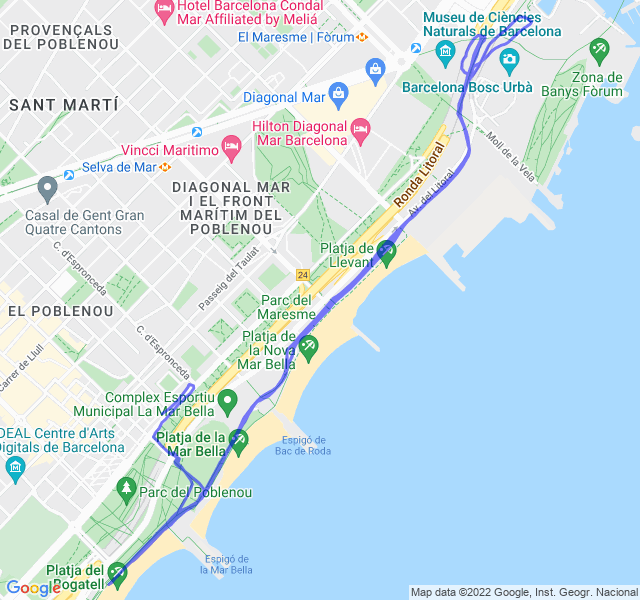 Hotel Barcelona Condal
Mar Affiliated by Meliá
El Maresme | Fòrum
Museu de Ciències
Naturals de Barcelona
PROVENÇALS
DEL POBLENOU
Zona de
Banys Fòrum
Barcelona Bosc Urbà
Diagonal Mar
SANT MARTÍ
Hilton Diagonal
Mar Barcelona
Moll de la Vela
Vincci Maritimo
Selva de Mar
Ronda Litoral
Av. del Litoral
DIAGONAL MAR
I EL FRONT
MARÍTIM DEL
POBLENOU
Casal de Gent Gran
Quatre Cantons
C. d'Espronceda
Passeig del Taulat
Platja de
Llevant
24
Parc del
Maresme
EL POBLENOU
C. d'Espronceda
Platja de
la Nova
Mar Bella
Carrer de Llull
Complex Esportiu
Municipal La Mar Bella
IDEAL Centre d'Arts
Digitals de Barcelona
Platja de la
Mar Bella
Espigó de
Bac de Roda
Parc del Poblenou
Espigó de
la Mar Bella
Platja del
Bogatell
Google
Map data ©2022 Google, Inst. Geogr. Nacional